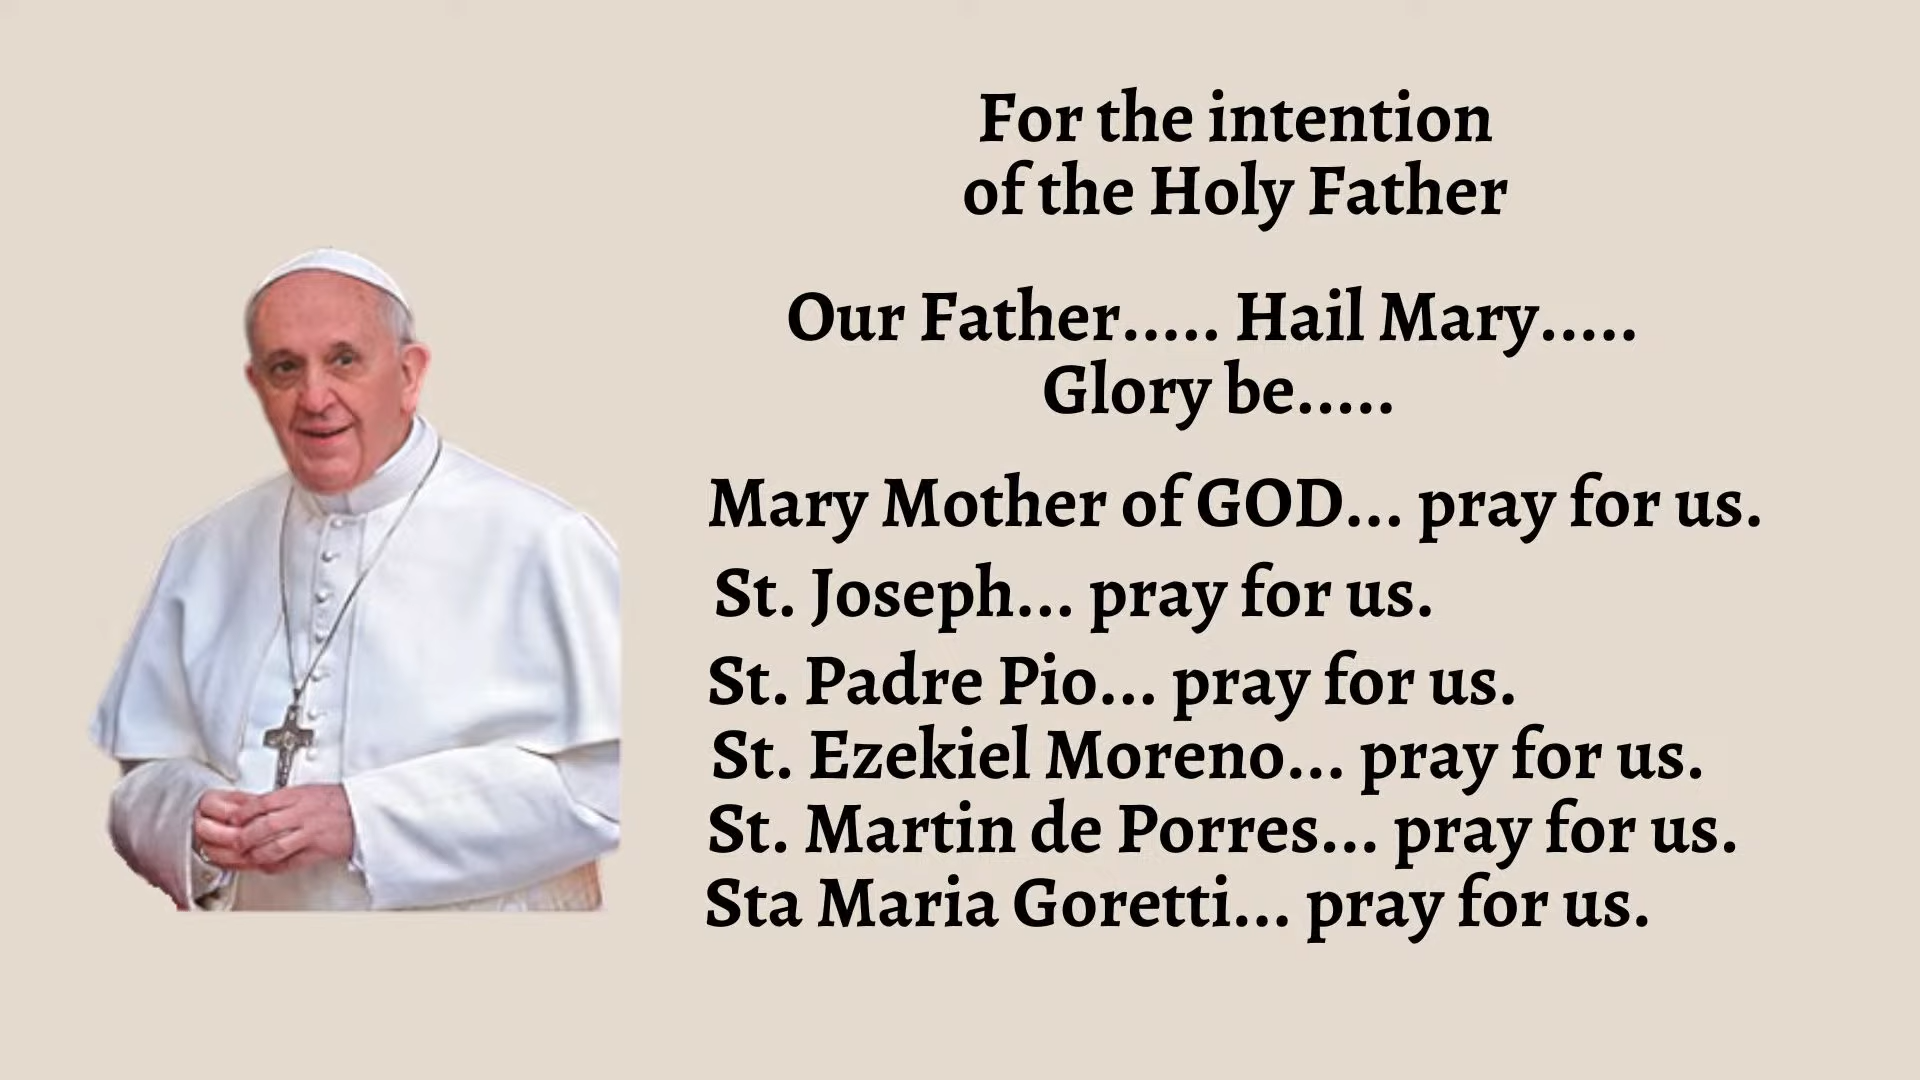 For the intention
of the Holy Father
Our Father..... Hail Mary.....
Glory be.....
Mary Mother of GOD... pray for us.
St. Joseph... pray for us.
St. Padre Pio... pray for us.
St. Ezekiel Moreno... pray for us.
St. Martin de Porres... pray for us.
Sta Maria Goretti... pray for us.